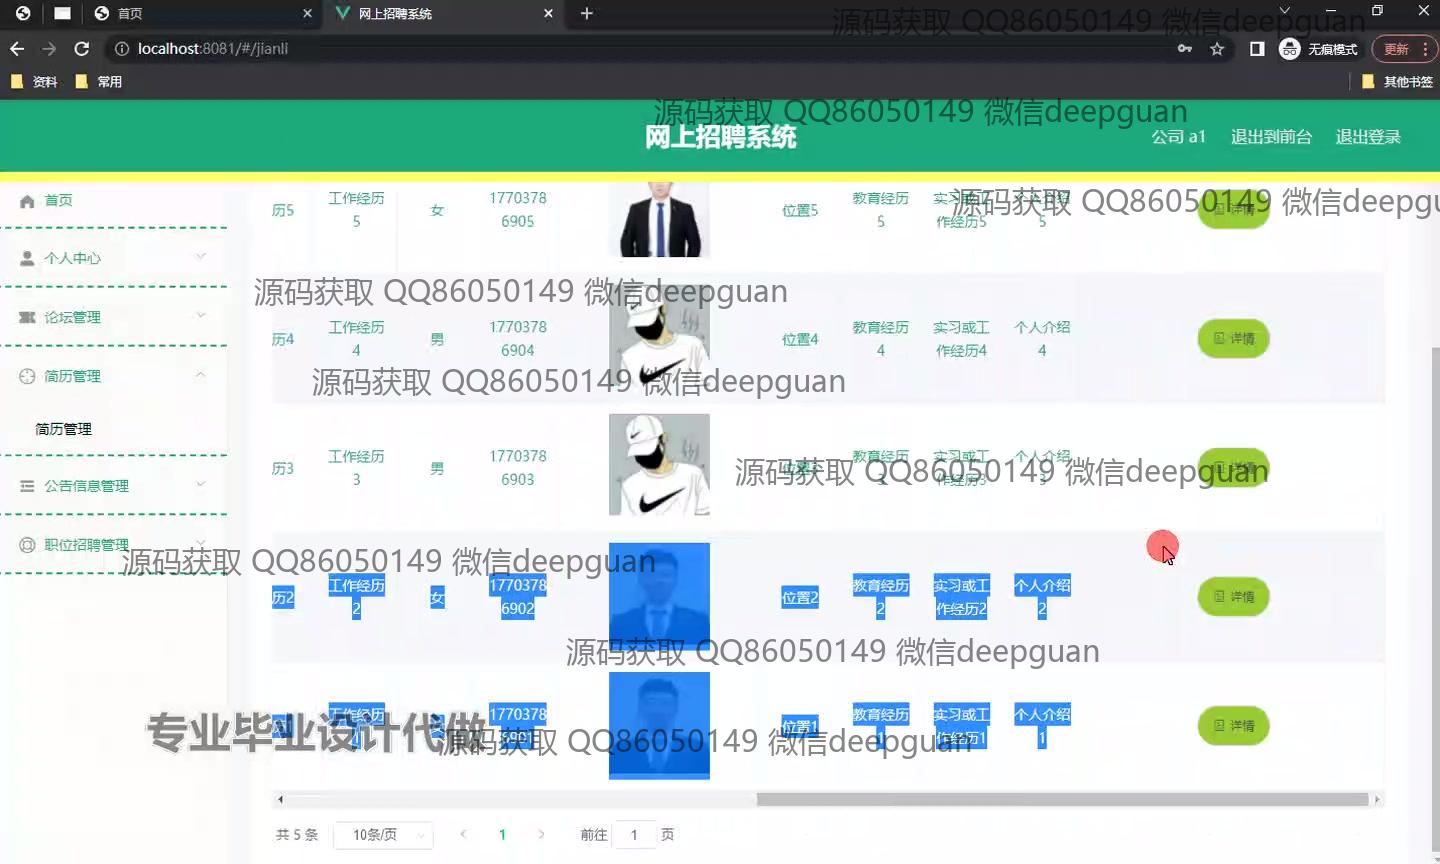 首页
网上招聘系统
源码获取 QQ86050149 微信deepguan
localhost:8081/#/jianli
无痕模式
更新
资料
常用
其他书签
源码获取 QQ86050149 微信deepguan
网上招聘系统
公司 a1
退出到前台
退出登录
首页
个人中心
论坛管理
简历管理
简历管理
公告信息管理
职位招聘管理
源码获取 QQ86050149 微信deepgu
历5
工作经历
5
女
1770378
6905
位置5
教育经历
5
实习或工
作经历5
个人介绍
5
详情
源码获取 QQ86050149 微信deepguan
历4
工作经历
4
男
1770378
6904
位置4
教育经历
4
实习或工
作经历4
个人介绍
4
详情
源码获取 QQ86050149 微信deepguan
历3
工作经历
3
男
1770378
6903
教育经历
实习或工
作经历3
个人介绍
源码获取 QQ86050149 微信deepguan
源码获取 QQ86050149 微信deepguan
历2
工作经历
2
女
1770378
6902
位置2
教育经历
2
实习或工
作经历2
个人介绍
2
详情
源码获取 QQ86050149 微信deepguan
工作经历
1770378
6901
位置1
教育经历
1
实习或工
作经历1
个人介绍
1
详情
专业毕业设计代做
源码获取 QQ86050149 微信deepguan
共 5 条
10条/页
1
前往
1
页